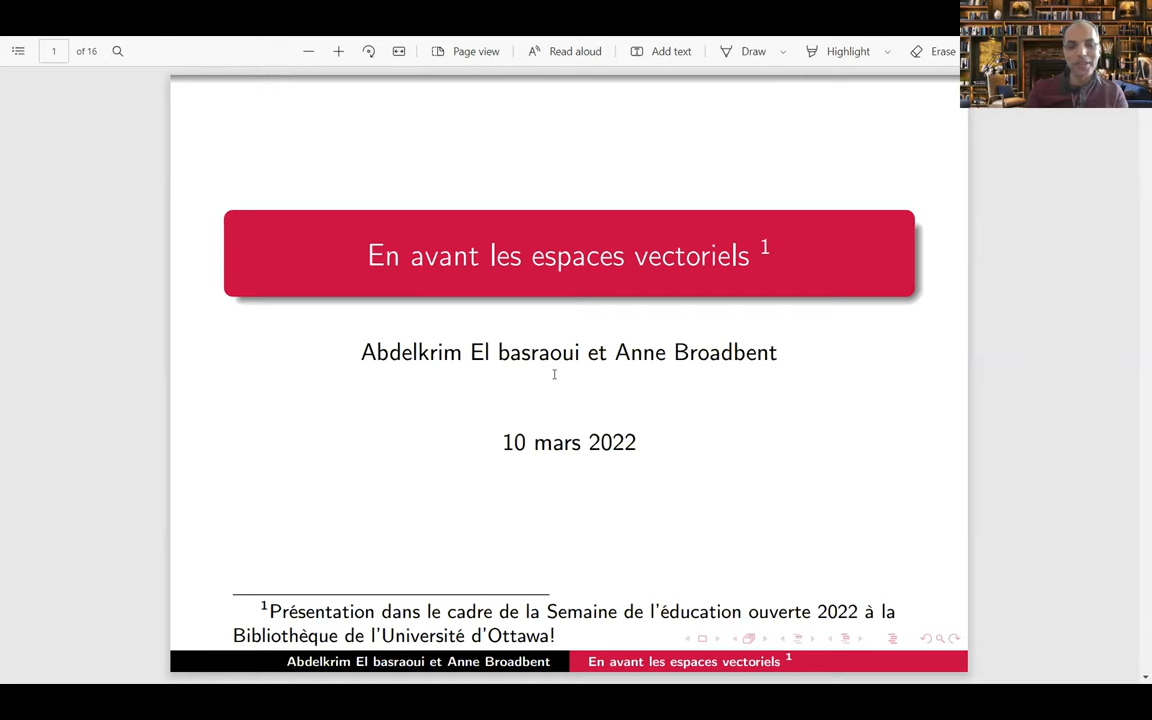 1 of 16 Page view Read aloud Add text Draw Highlight Erase
En avant les espaces vectoriels 1
Abdelkrim El basraoui et Anne Broadbent
10 mars 2022
1Présentation dans le cadre de la Semaine de l'éducation ouverte 2022 à la
Bibliothèque de l'Université d'Ottawa!
Abdelkrim El basraoui et Anne Broadbent En avant les espaces vectoriels 1